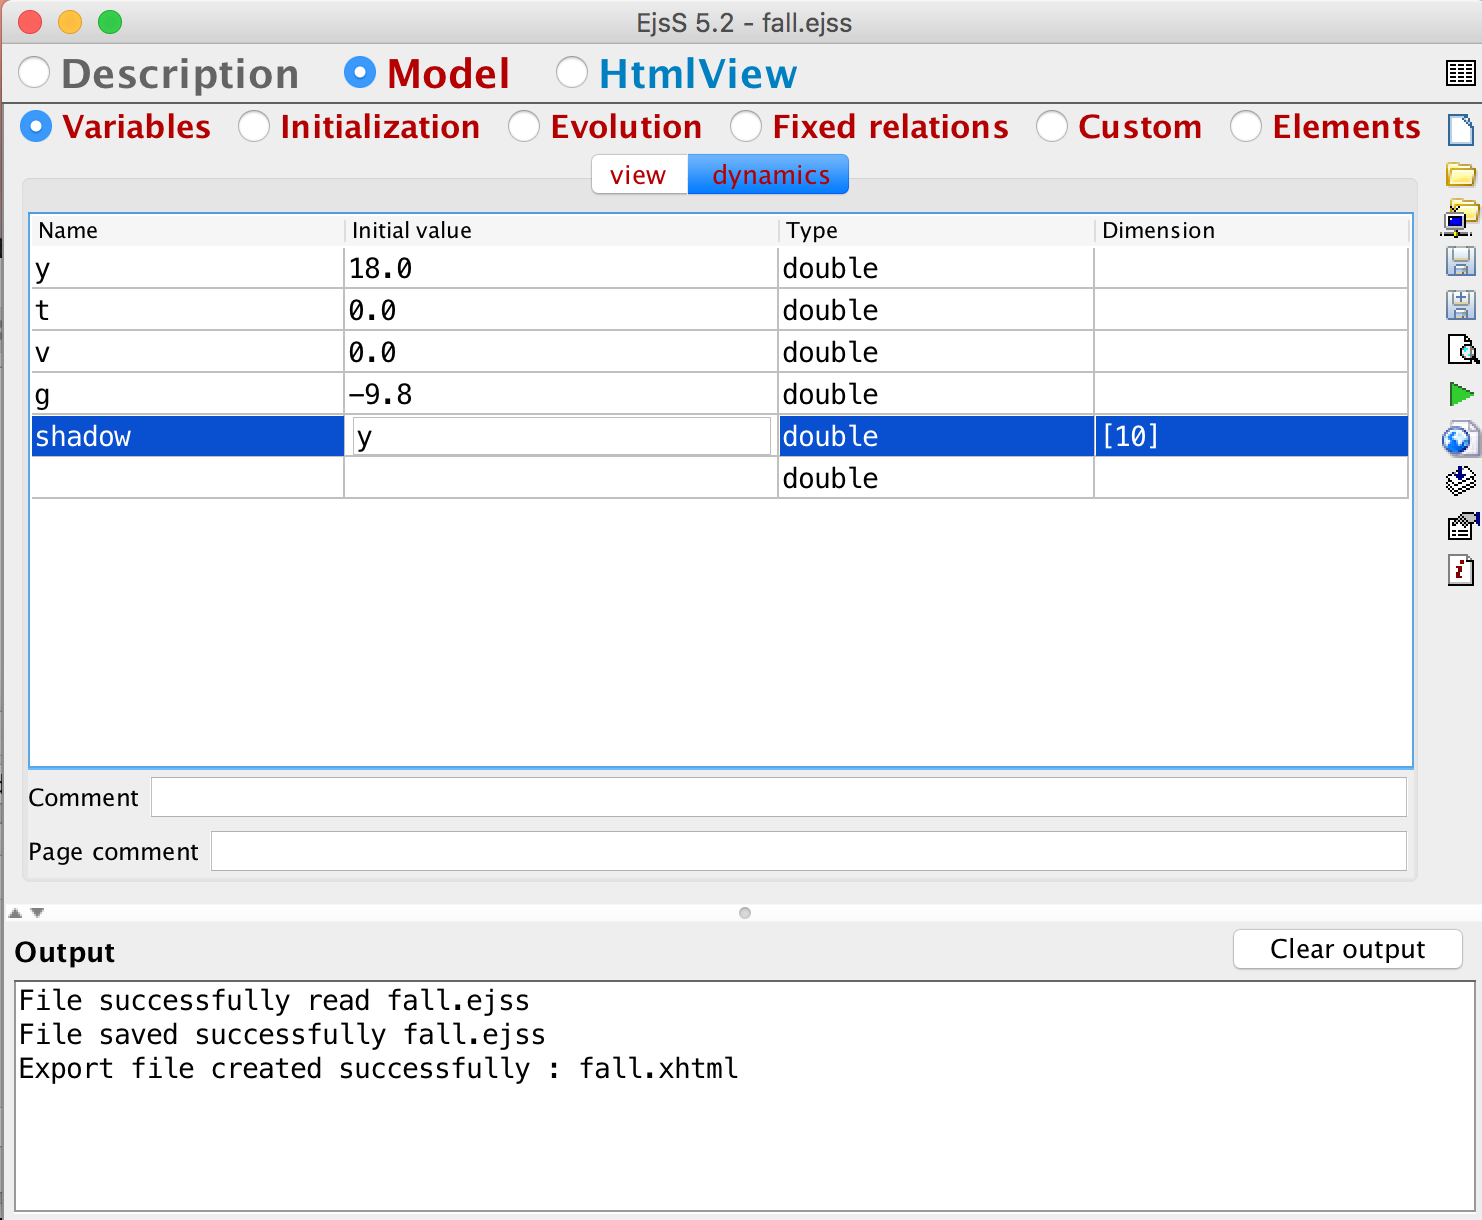 EjsS 5.2 - fall.ejss
Description Model HtmlView
Variables Initialization Evolution Fixed relations Custom Elements
view dynamics
Name Initial value Type Dimension
y 18.0 double
t 0.0 double
v 0.0 double
g -9.8 double
shadow y double [10]
double
Comment
Page comment
Output Clear output
File successfully read fall.ejss
File saved successfully fall.ejss
Export file created successfully : fall.xhtml